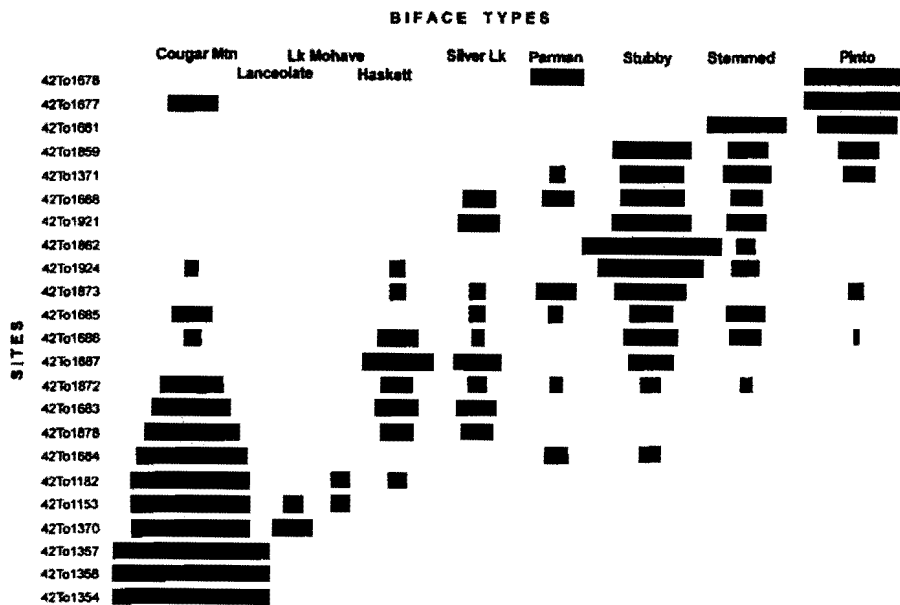 BIFACE TYPES
Cougar Mtn Lk Mohave Silver Lk Parman Stubby Stemmed Pinto
Lanceolate Haskett
SITES
42To1678
42To1677
42To1681
42To1859
42To1371
42To1688
42To1921
42To1862
42To1924
42To1873
42To1685
42To1686
42To1687
42To1872
42To1683
42To1878
42To1684
42To1182
42To1153
42To1370
42To1357
42To1358
42To1354